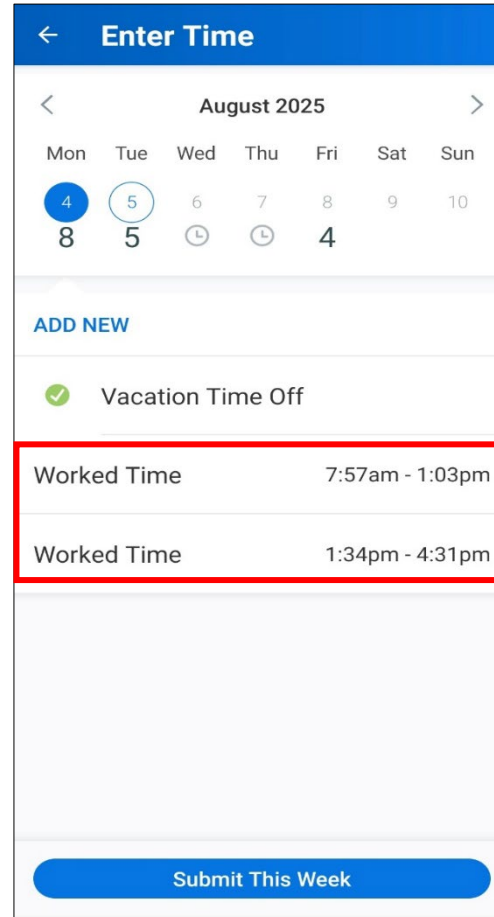 Enter Time
August 2025
Mon Tue Wed Thu Fri Sat Sun
4 5 6 7 8 9 10
8 5 4
ADD NEW
Vacation Time Off
Worked Time 7:57am - 1:03pm
Worked Time 1:34pm - 4:31pm
Submit This Week